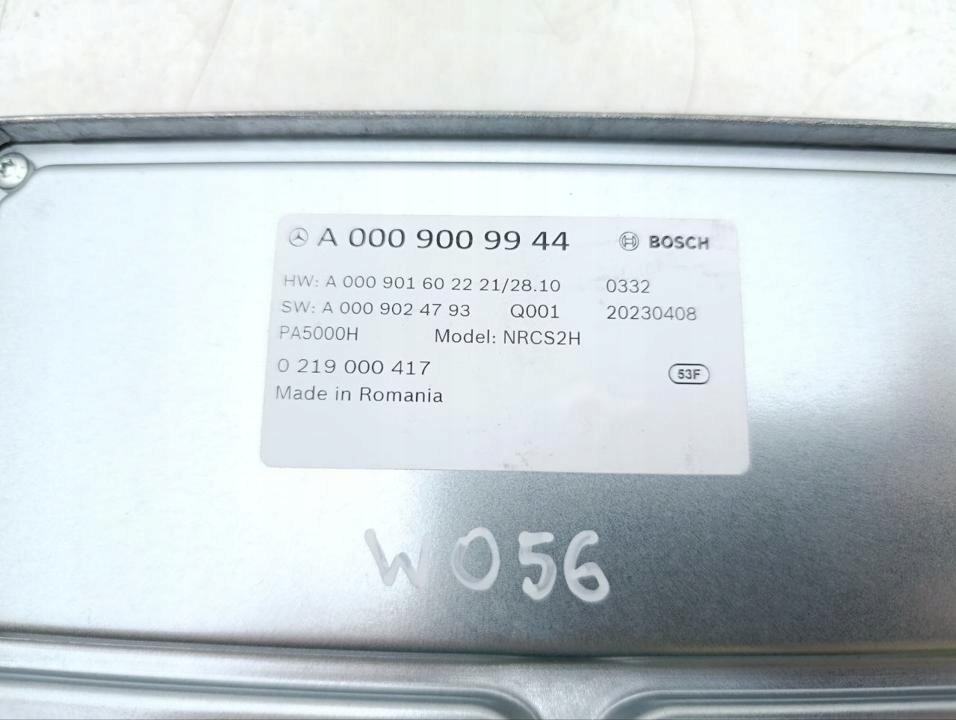 A 000 900 99 44 BOSCH
HW: A 000 901 60 22 21/28.10 0332
SW: A 000 902 47 93 Q001 20230408
PA5000H Model: NRCS2H
0 219 000 417 53F
Made in Romania
W056